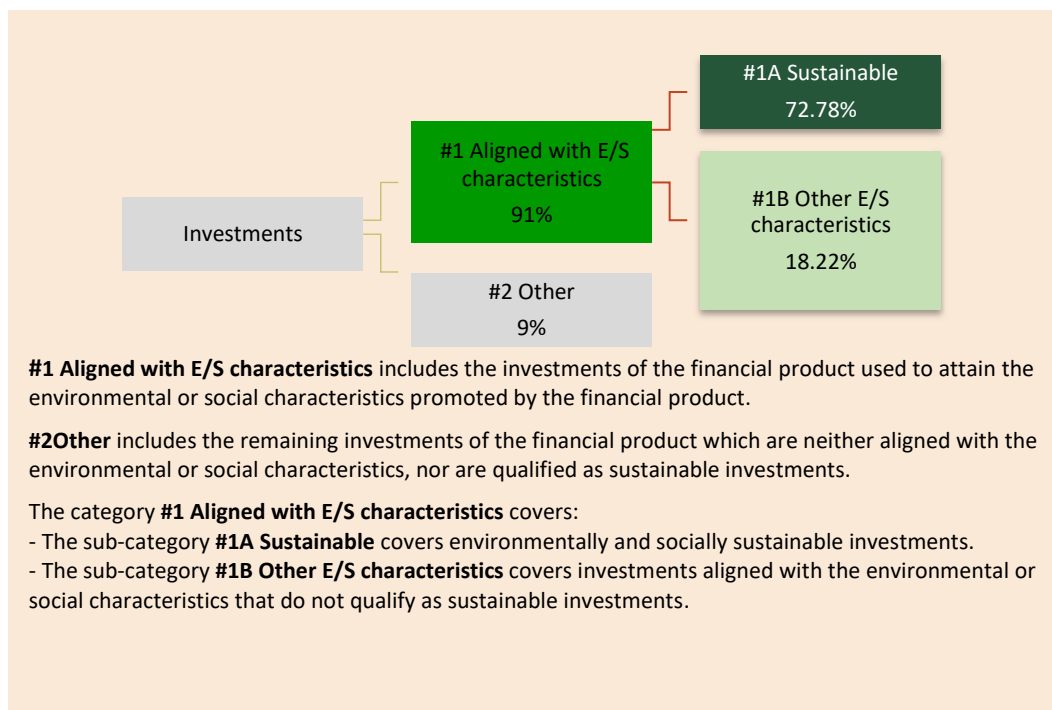 #1A Sustainable
72.78%
#1 Aligned with E/S
characteristics
91%
#1B Other E/S
characteristics
18.22%
Investments
#2 Other
9%
#1 Aligned with E/S characteristics includes the investments of the financial product used to attain the
environmental or social characteristics promoted by the financial product.
#2Other includes the remaining investments of the financial product which are neither aligned with the
environmental or social characteristics, nor are qualified as sustainable investments.
The category #1 Aligned with E/S characteristics covers:
- The sub-category #1A Sustainable covers environmentally and socially sustainable investments.
- The sub-category #1B Other E/S characteristics covers investments aligned with the environmental or
social characteristics that do not qualify as sustainable investments.